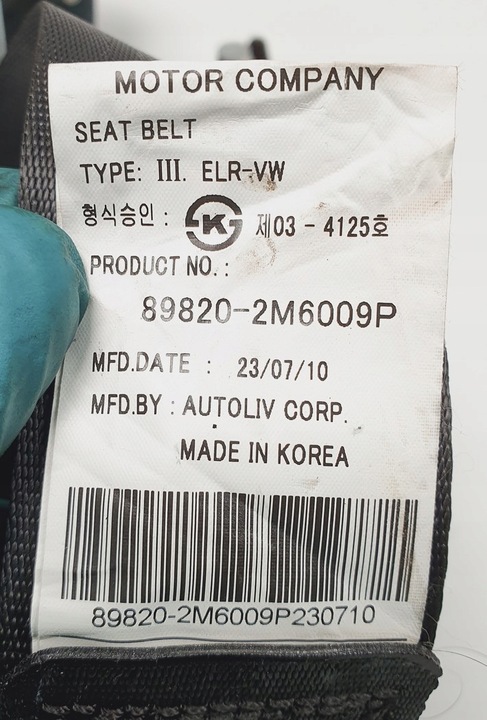 MOTOR COMPANY
SEAT BELT
TYPE: III. ELR-VW
형식승인 : K 제03 - 4125호
PRODUCT NO. :
89820-2M6009P
MFD.DATE : 23/07/10
MFD.BY : AUTOLIV CORP.
MADE IN KOREA
89820-2M6009P230710